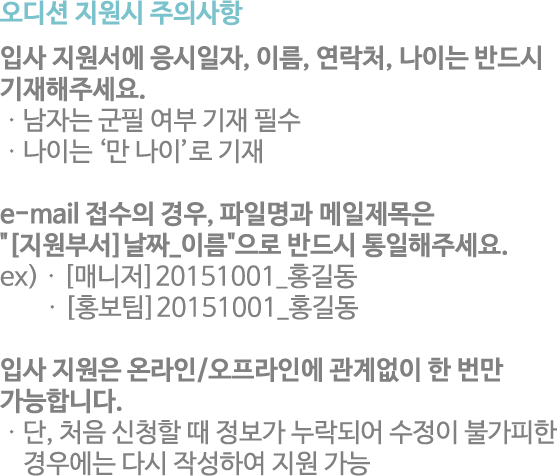 오디션 지원시 주의사항
입사 지원서에 응시일자, 이름, 연락처, 나이는 반드시
기재해주세요.
· 남자는 군필 여부 기재 필수
· 나이는 ‘만 나이’로 기재
e-mail 접수의 경우, 파일명과 메일제목은
"[지원부서]날짜_이름"으로 반드시 통일해주세요.
ex) · [매니저]20151001_홍길동
· [홍보팀]20151001_홍길동
입사 지원은 온라인/오프라인에 관계없이 한 번만
가능합니다.
· 단, 처음 신청할 때 정보가 누락되어 수정이 불가피한
경우에는 다시 작성하여 지원 가능